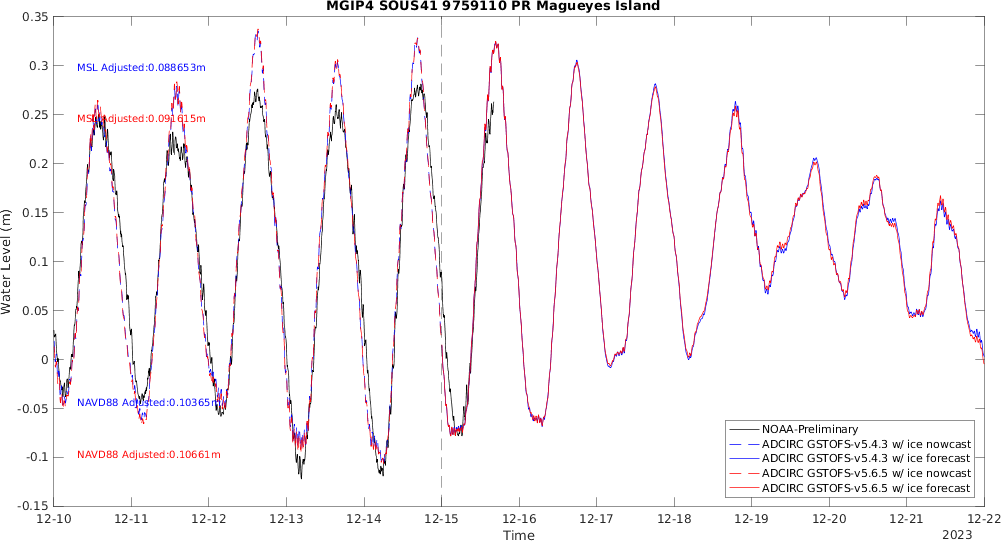 MGIP4 SOUS41 9759110 PR Magueyes Island
0.35
0.3
0.25
0.2
0.15
0.1
0.05
0
-0.05
-0.1
-0.15
Water Level (m)
MSL Adjusted:0.088653m
MSL Adjusted:0.091615m
NAVD88 Adjusted:0.10365m
NAVD88 Adjusted:0.10661m
NOAA-Preliminary
ADCIRC GSTOFS-v5.4.3 w/ ice nowcast
ADCIRC GSTOFS-v5.4.3 w/ ice forecast
ADCIRC GSTOFS-v5.6.5 w/ ice nowcast
ADCIRC GSTOFS-v5.6.5 w/ ice forecast
12-10 12-11 12-12 12-13 12-14 12-15 12-16 12-17 12-18 12-19 12-20 12-21 12-22
Time
2023